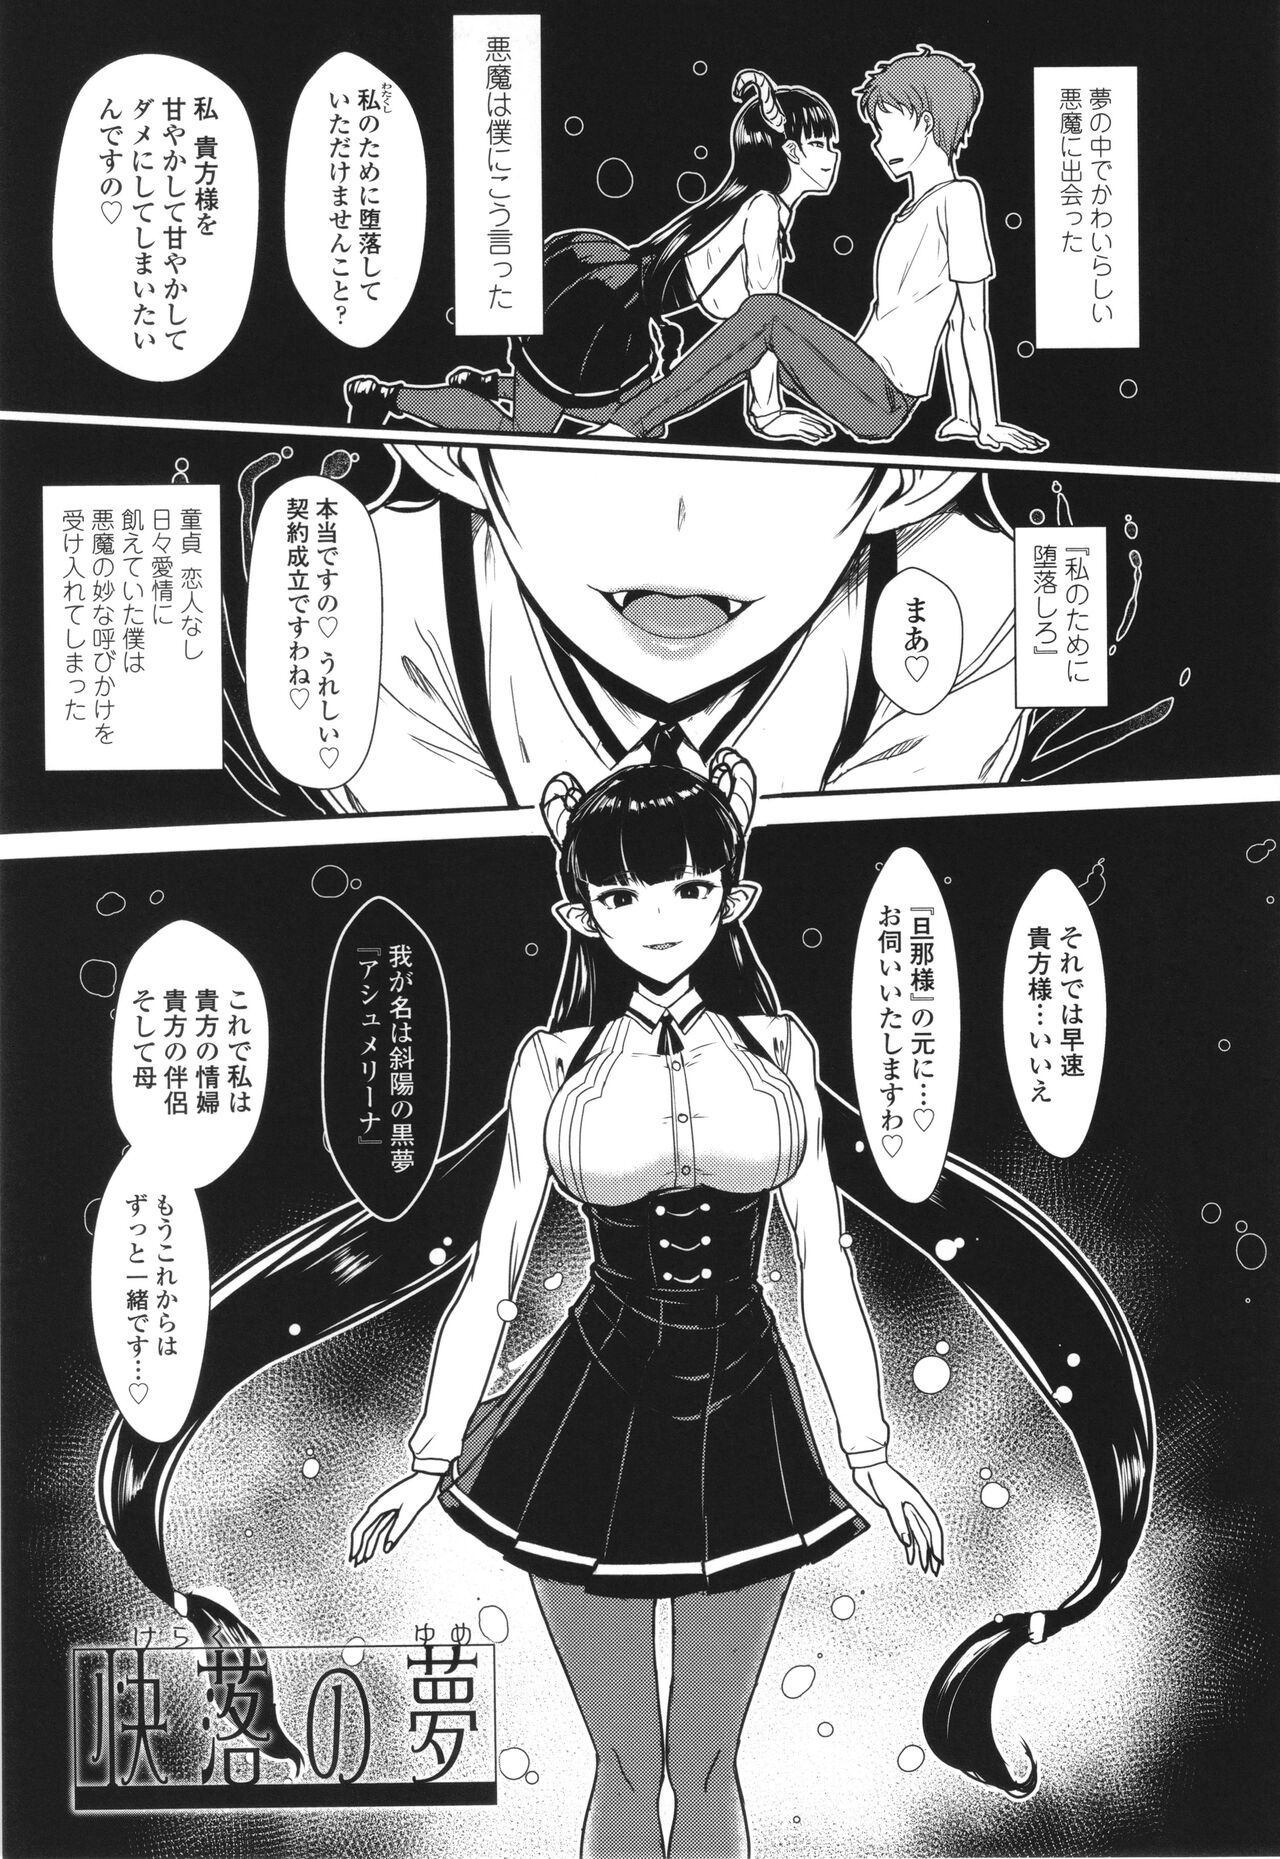 夢の中でかわいらしい
悪魔に出会った
悪魔は僕にこう言った
私のために堕落して
わたくし
いただけませんこと?
私 貴方様を
甘やかして甘やかして
ダメにしてしまいたい
んですの♡
『私のために
堕落しろ』
まあ♡
本当ですの♡ うれしい♡
契約成立ですわね♡
童貞 恋人なし
日々愛情に
飢えていた僕は
悪魔の妙な呼びかけを
受け入れてしまった
それでは早速
貴方様…いいえ
『旦那様』の元に…♡
お伺いいたしますわ♡
我が名は斜陽の黒夢
『アシュメリーナ』
これで私は
貴方の情婦
貴方の伴侶
そして母
もうこれからは
ずっと一緒です…♡
けらく ゆめ
快落の夢